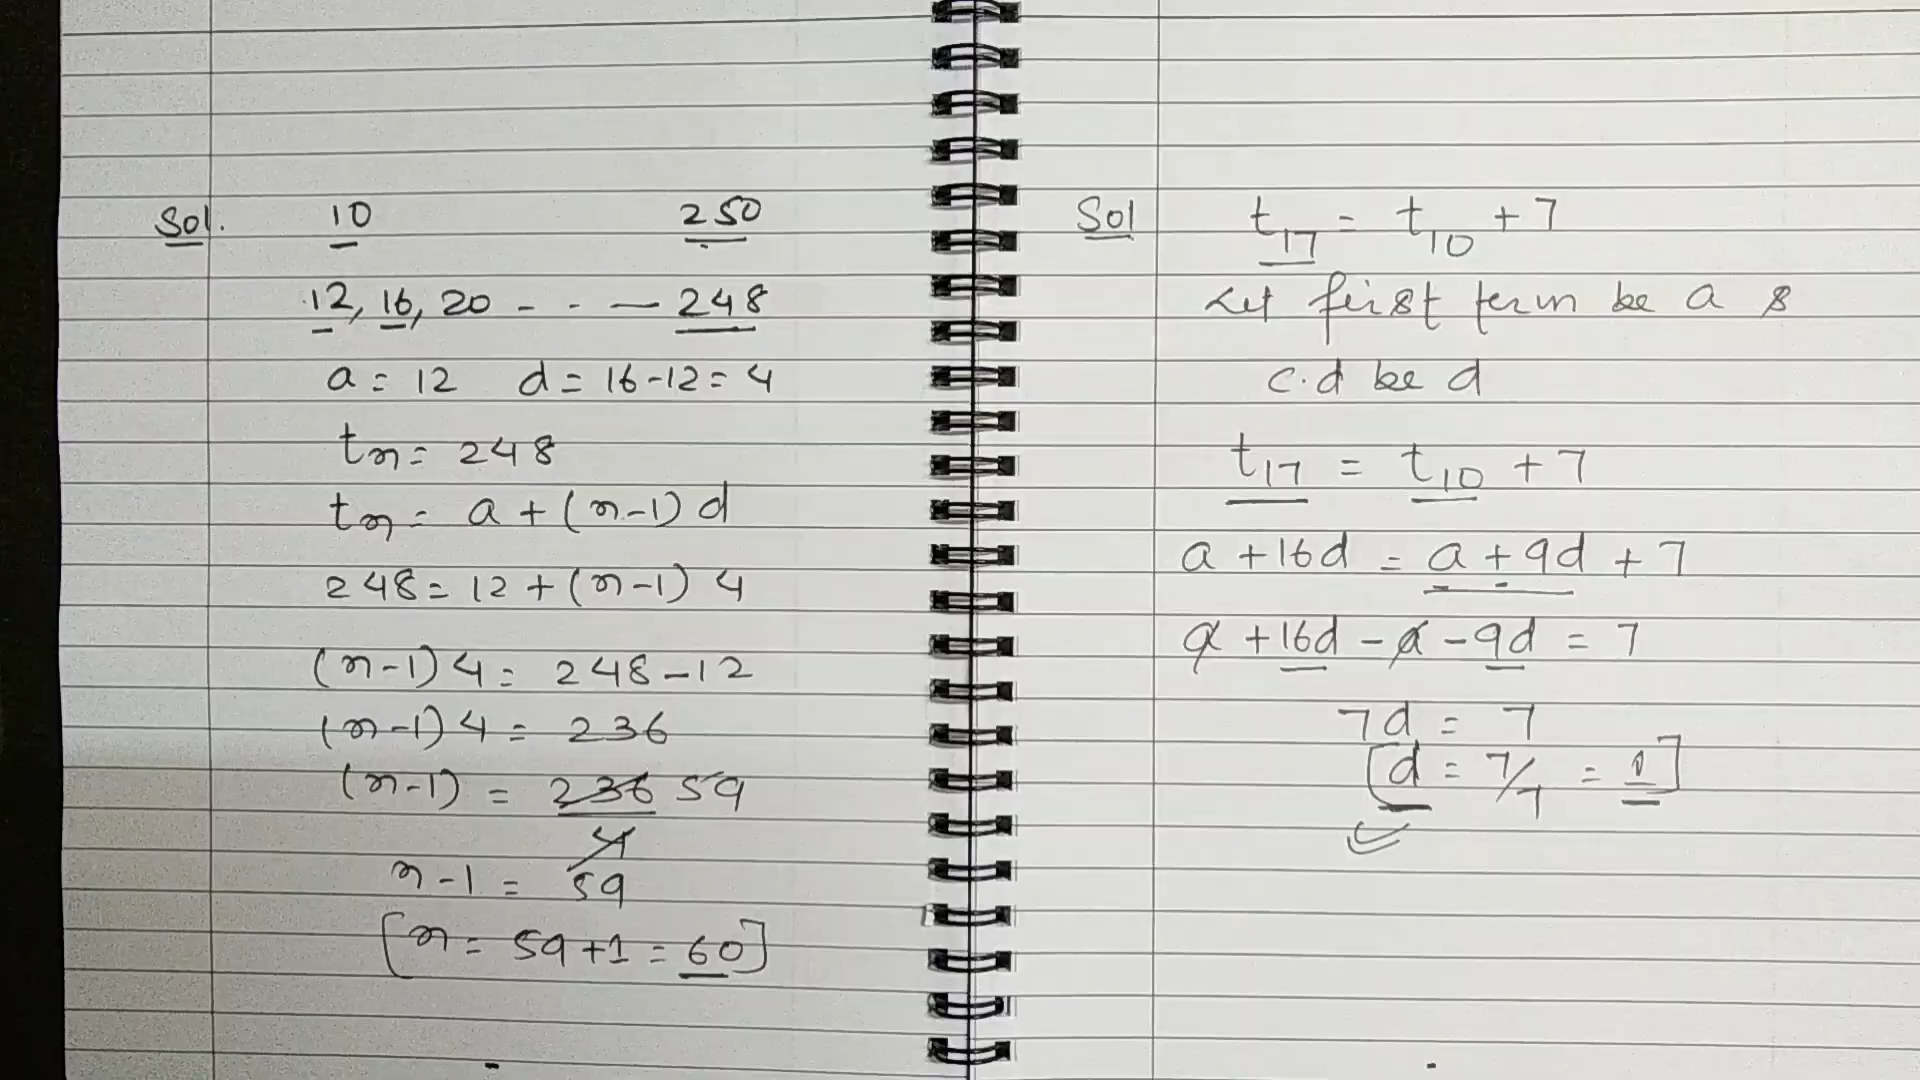 Sol. 10 250
12, 16, 20 - - — 248
a = 12 d = 16-12 = 4
tn = 248
tn = a + (n-1) d
248 = 12 + (n-1) 4
(n-1) 4 = 248 - 12
(n-1) 4 = 236
(n-1) = 236 59
4
n-1 = 59
[n = 59+1 = 60]
Sol t17 = t10 + 7
Let first term be a &
c.d be d
t17 = t10 + 7
a + 16d = a + 9d + 7
a + 16d - a - 9d = 7
7d = 7
[d = 7/7 = 1]